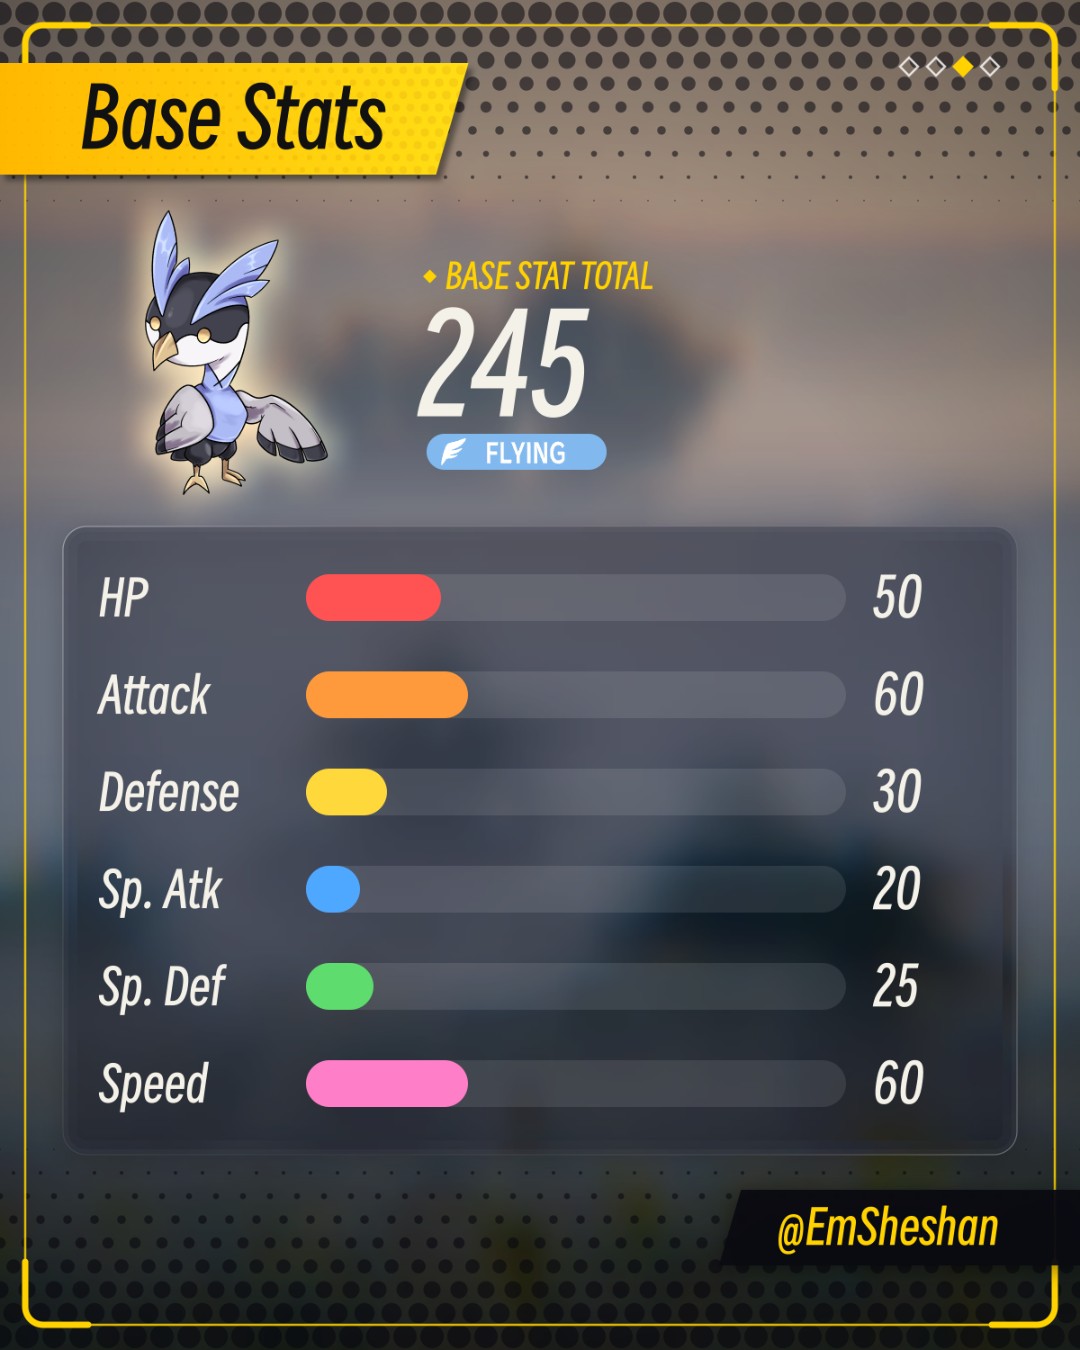 Base Stats
BASE STAT TOTAL
245
FLYING
HP 50
Attack 60
Defense 30
Sp. Atk 20
Sp. Def 25
Speed 60
@EmSheshan